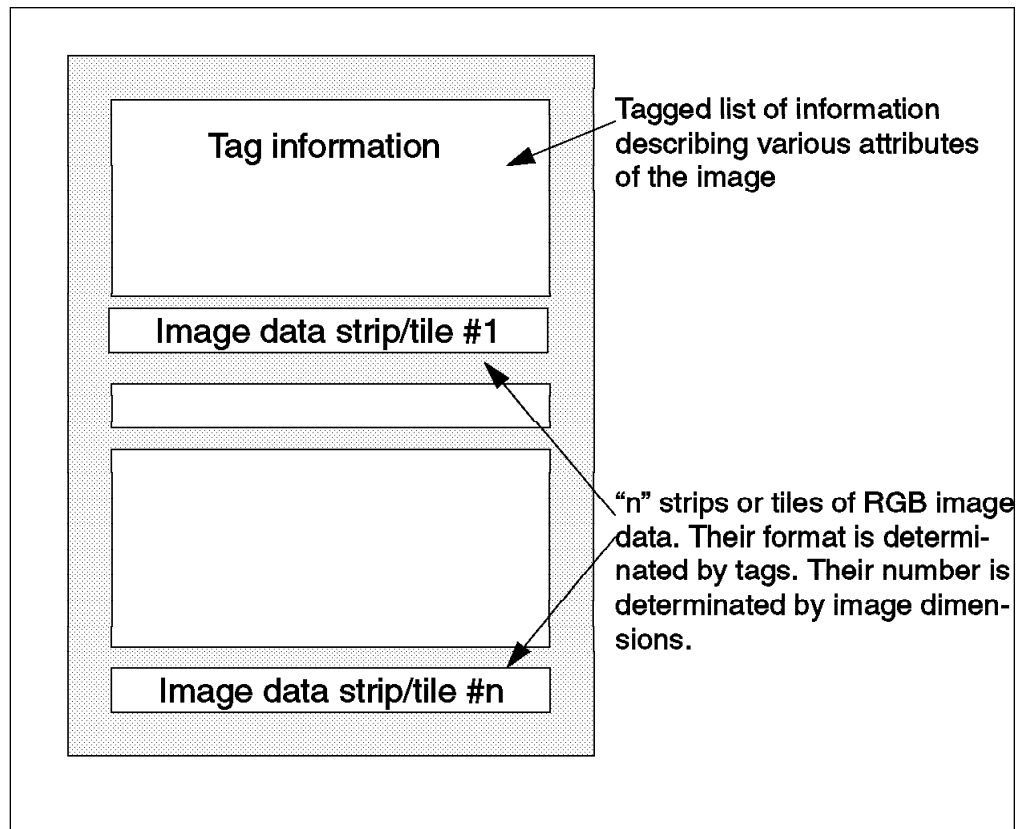 Tag information
Tagged list of information
describing various attributes
of the image
Image data strip/tile #1
“n” strips or tiles of RGB image
data. Their format is determi-
nated by tags. Their number is
determinated by image dimen-
sions.
Image data strip/tile #n